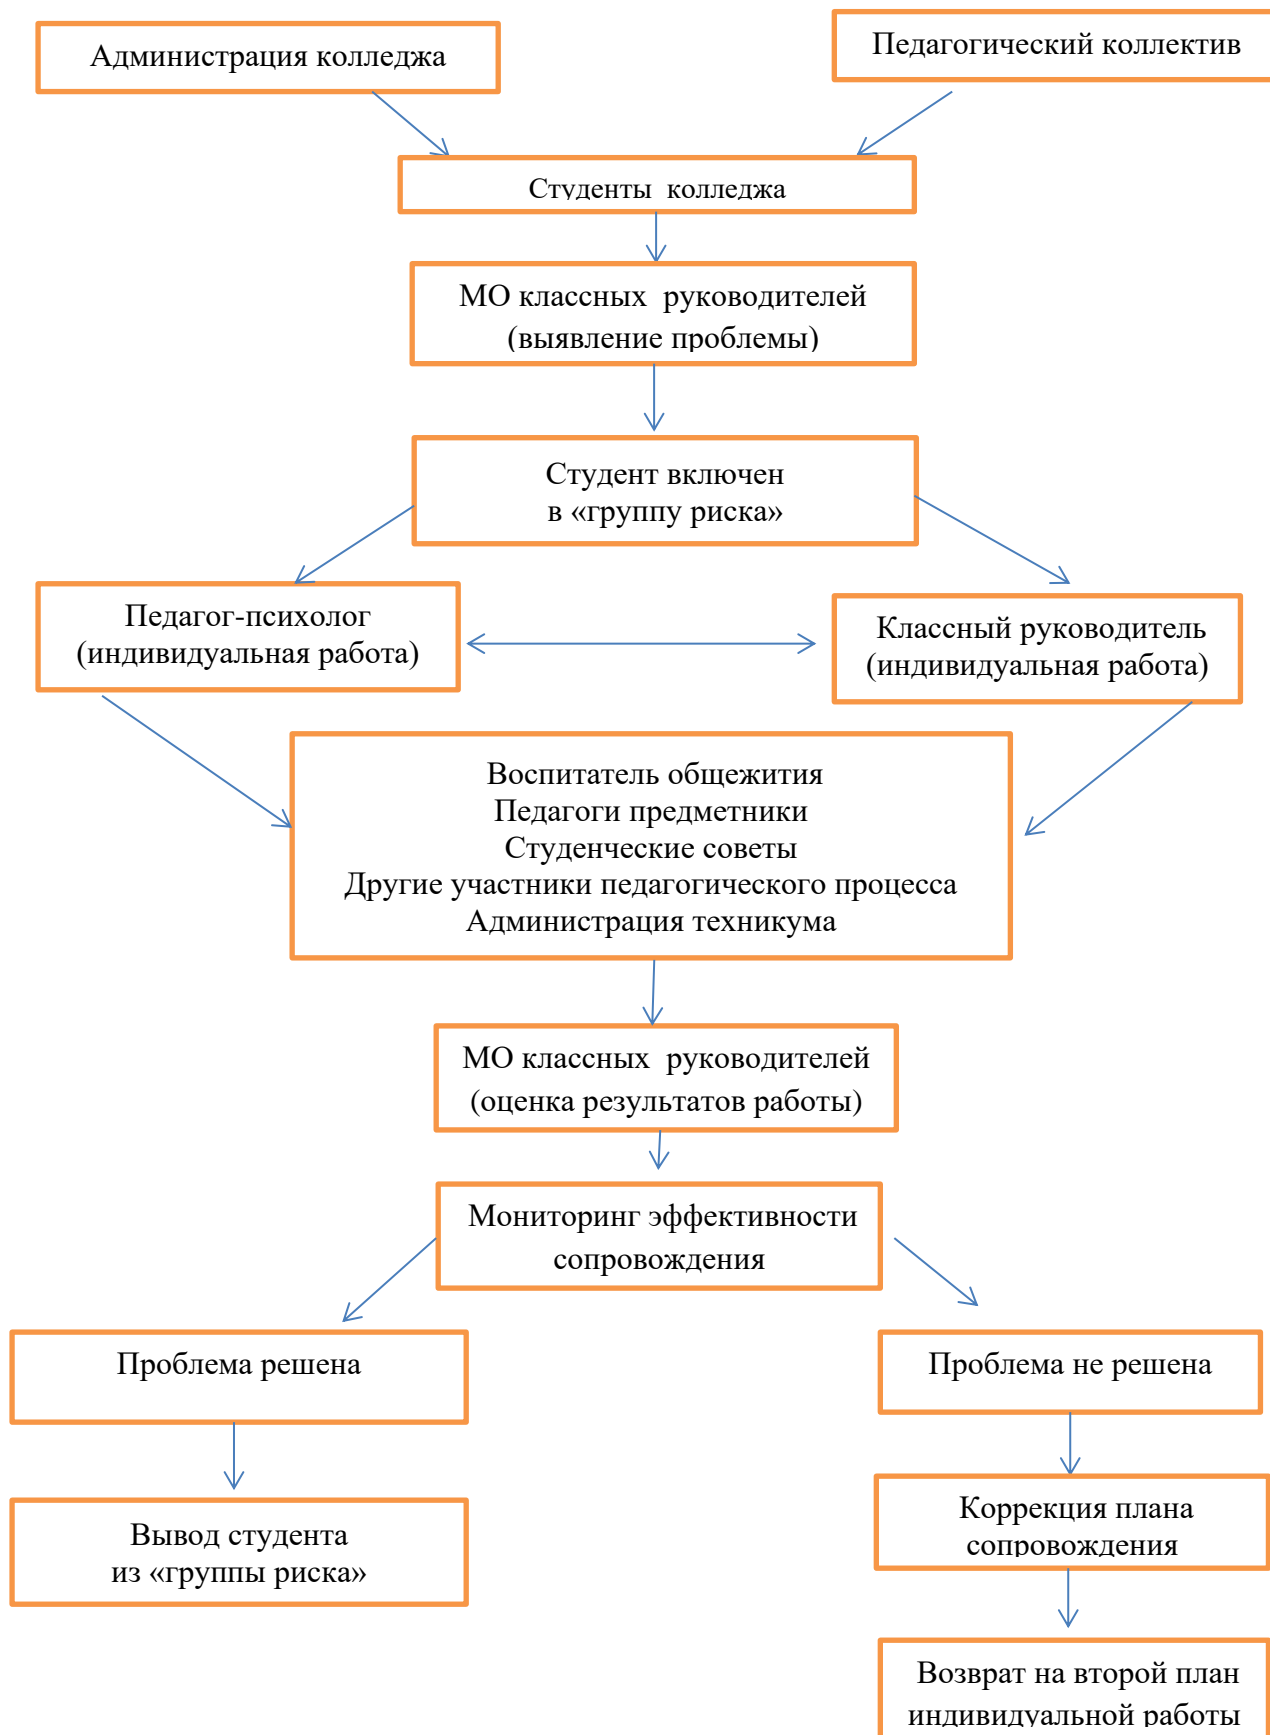 Администрация колледжа
Педагогический коллектив
Студенты колледжа
МО классных руководителей
(выявление проблемы)
Студент включен
в «группу риска»
Педагог-психолог
(индивидуальная работа)
Классный руководитель
(индивидуальная работа)
Воспитатель общежития
Педагоги предметники
Студенческие советы
Другие участники педагогического процесса
Администрация техникума
МО классных руководителей
(оценка результатов работы)
Мониторинг эффективности
сопровождения
Проблема решена
Проблема не решена
Вывод студента
из «группы риска»
Коррекция плана
сопровождения
Возврат на второй план
индивидуальной работы